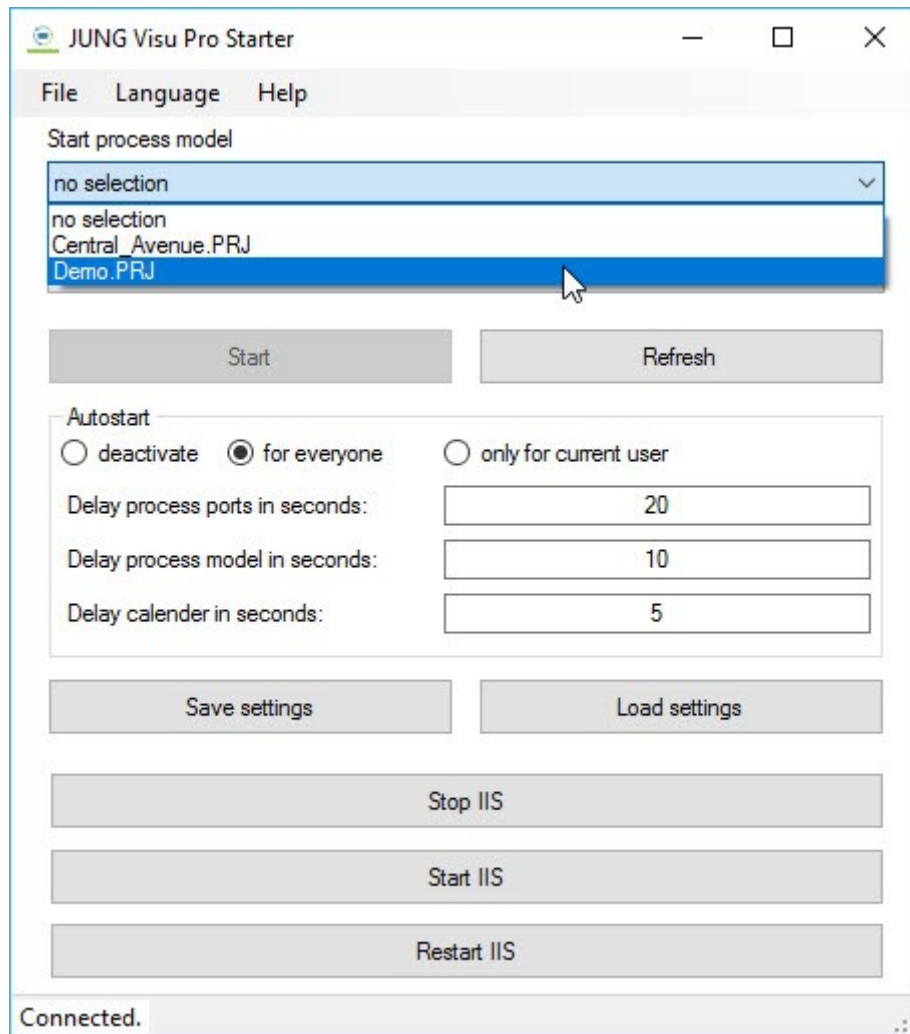 JUNG Visu Pro Starter
File Language Help
Start process model
no selection
no selection
Central_Avenue.PRJ
Demo.PRJ
Start Refresh
Autostart
deactivate for everyone only for current user
Delay process ports in seconds: 20
Delay process model in seconds: 10
Delay calender in seconds: 5
Save settings Load settings
Stop IIS
Start IIS
Restart IIS
Connected.